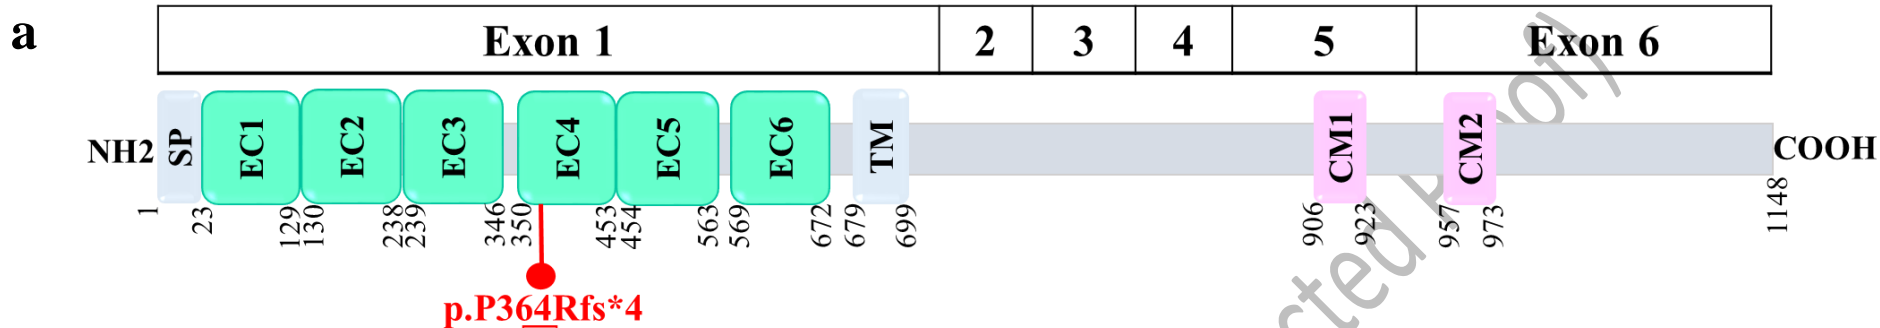 a
Exon 1 2 3 4 5 Exon 6
NH2 SP EC1 EC2 EC3 EC4 EC5 EC6 TM CM1 CM2 COOH
1 23 129 130 238 239 346 350 453 454 563 569 672 679 699 906 923 957 973 1148
p.P364Rfs*4